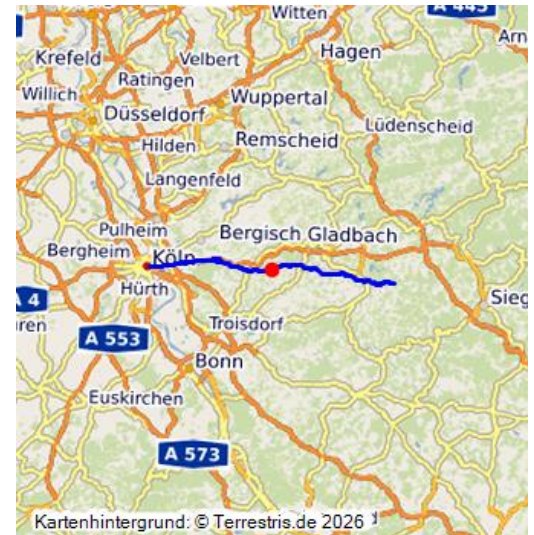 Witten
A 445
Krefeld
Velbert
Hagen
Arn
Ratingen
Willich
Wuppertal
Düsseldorf
Lüdenscheid
Hilden
Remscheid
Langenfeld
Pulheim
Bergisch Gladbach
Bergheim
Köln
Hürth
Sieg
A 4
üren
Troisdorf
A 553
Bonn
Euskirchen
A 573
Kartenhintergrund: © Terrestris.de 2026